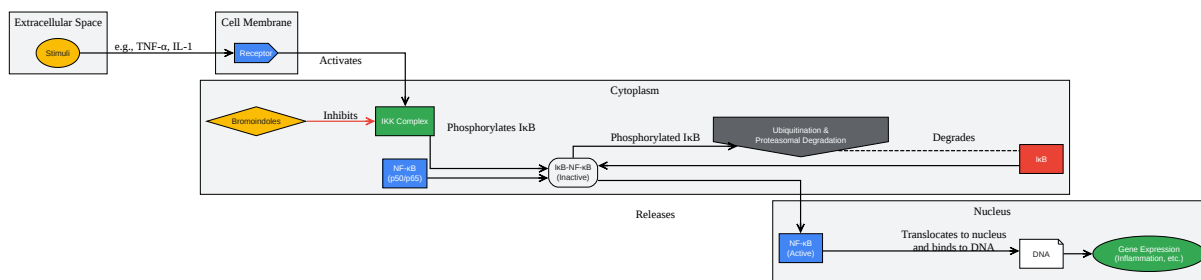 Extracellular Space
Stimuli
e.g., TNF-α, IL-1
Cell Membrane
Receptor
Activates
Cytoplasm
Bromoindoles
Inhibits
IKK Complex
Phosphorylates IκB
NF-κB
(p50/p65)
IκB-NF-κB
(Inactive)
Phosphorylated IκB
Ubiquitination &
Proteasomal Degradation
Degrades
IκB
Releases
Nucleus
NF-κB
(Active)
Translocates to nucleus
and binds to DNA
DNA
Gene Expression
(Inflammation, etc.)